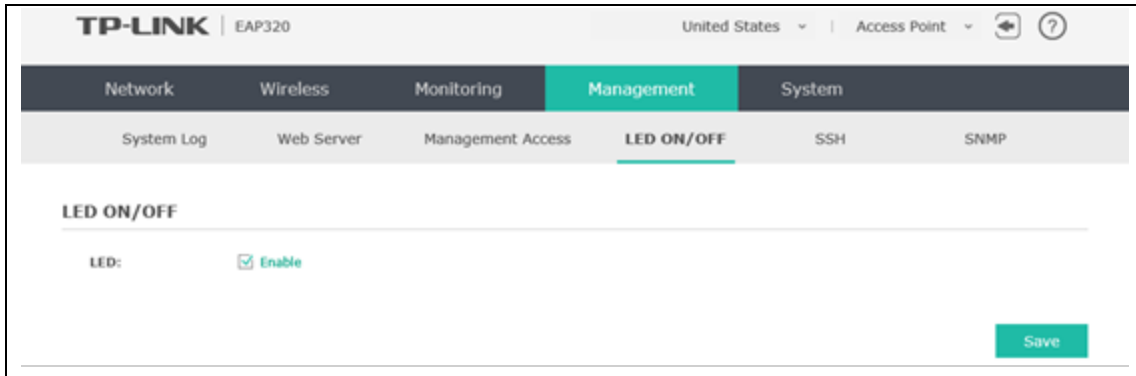 TP-LINK | EAP320 United States | Access Point ?
Network Wireless Monitoring Management System
System Log Web Server Management Access LED ON/OFF SSH SNMP
LED ON/OFF
LED: Enable
Save